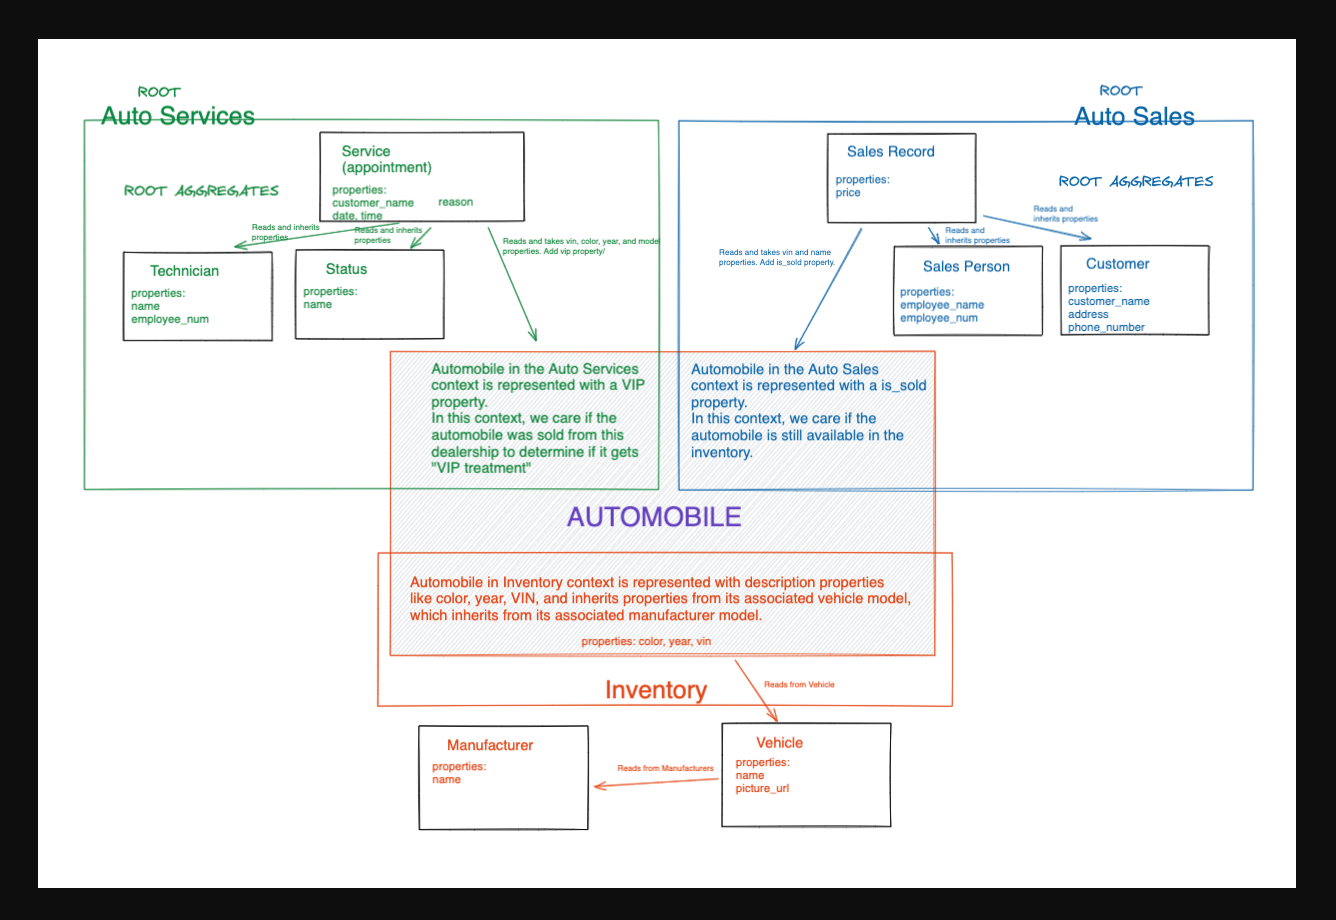 ROOT
Auto Services
ROOT AGGREGATES
Service
(appointment)
properties:
customer_name
reason
date, time
Reads and inherits
properties
Reads and inherits
properties
Reads and takes vin, color, year, and model
properties. Add vip property/
Technician
properties:
name
employee_num
Status
properties:
name
Automobile in the Auto Services
context is represented with a VIP
property.
In this context, we care if the
automobile was sold from this
dealership to determine if it gets
"VIP treatment"
ROOT
Auto Sales
ROOT AGGREGATES
Sales Record
properties:
price
Reads and
inherits properties
Reads and
inherits properties
Reads and takes vin and name
properties. Add is_sold property.
Sales Person
properties:
employee_name
employee_num
Customer
properties:
customer_name
address
phone_number
Automobile in the Auto Sales
context is represented with a is_sold
property.
In this context, we care if the
automobile is still available in the
inventory.
AUTOMOBILE
Automobile in Inventory context is represented with description properties
like color, year, VIN, and inherits properties from its associated vehicle model,
which inherits from its associated manufacturer model.
properties: color, year, vin
Inventory
Reads from Vehicle
Manufacturer
properties:
name
Reads from Manufacturers
Vehicle
properties:
name
picture_url